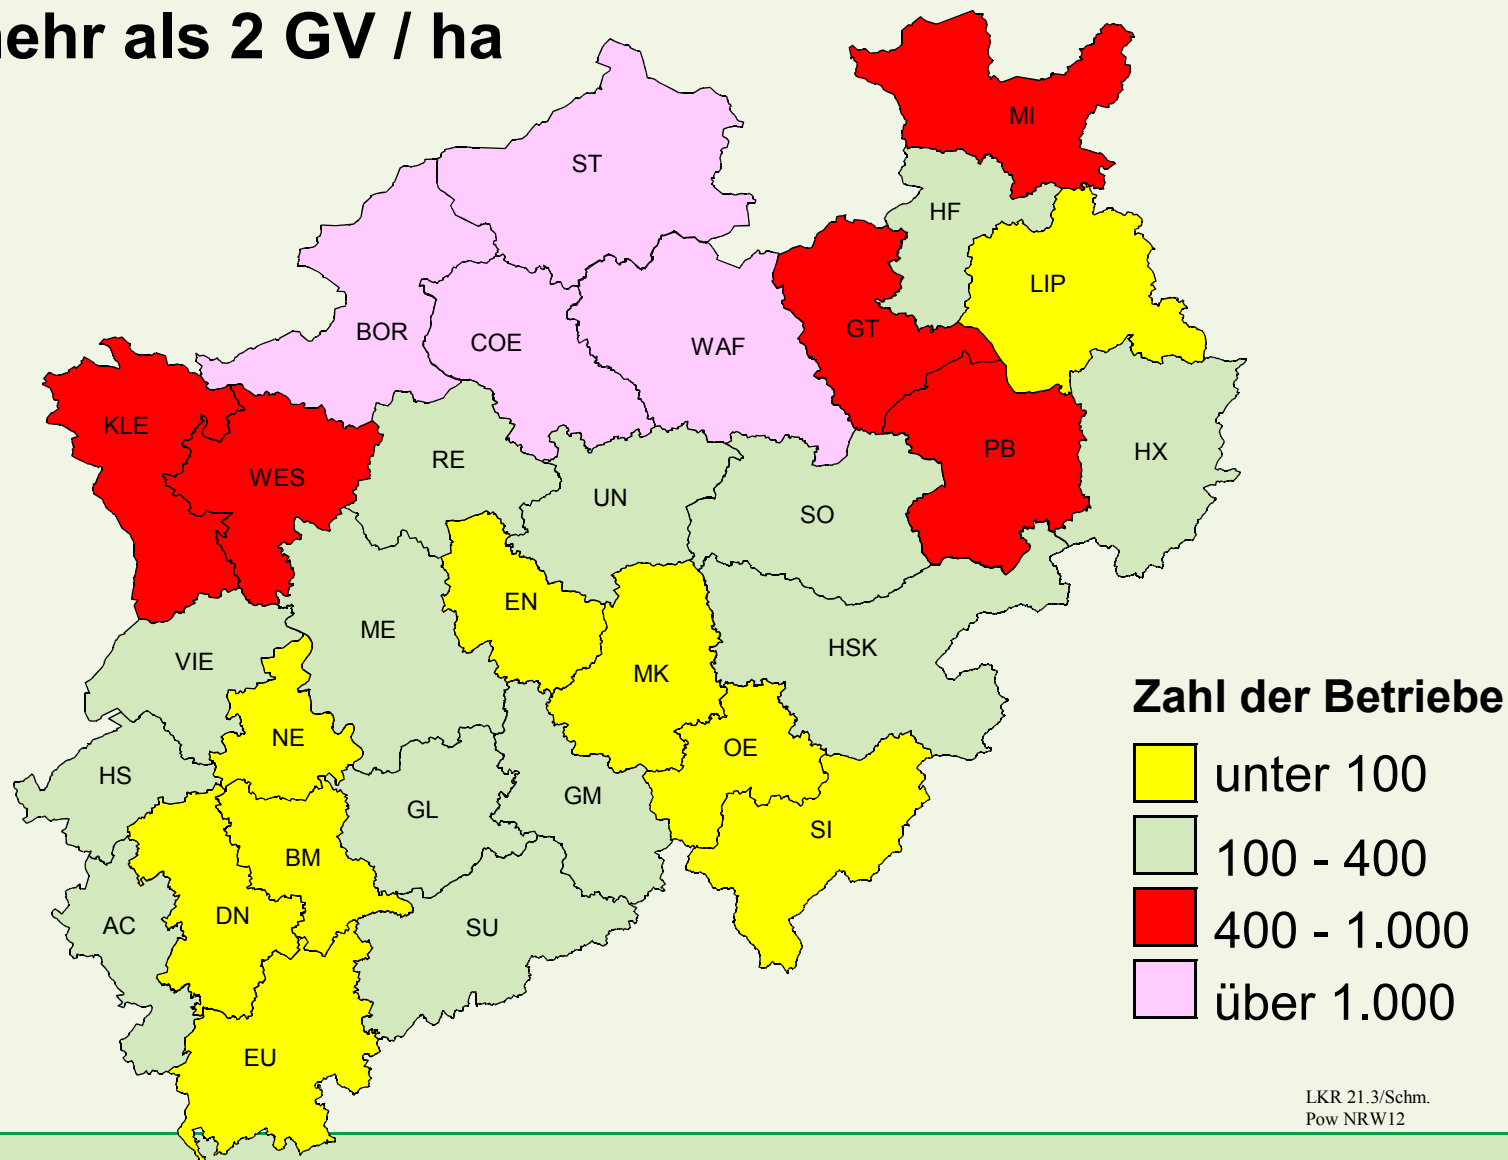 mehr als 2 GV / ha
MI
ST
HF
LIP
GT
BOR
COE
WAF
KLE
WES
RE
UN
SO
PB
HX
EN
ME
VIE
MK
HSK
NE
OE
HS
GL
GM
SI
BM
DN
AC
SU
EU
Zahl der Betriebe
unter 100
100 - 400
400 - 1.000
über 1.000
LKR 21.3/Schm.
Pow NRW12